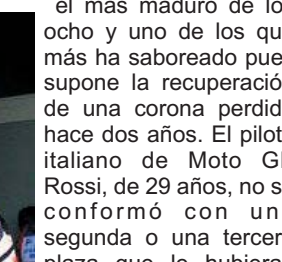 el más maduro de lo
ocho y uno de los qu
más ha saboreado pue
supone la recuperació
de una corona perdid
hace dos años. El pilot
italiano de Moto G
Rossi, de 29 años, no s
conformó con un
segunda o una tercer
plaza que le hubiera